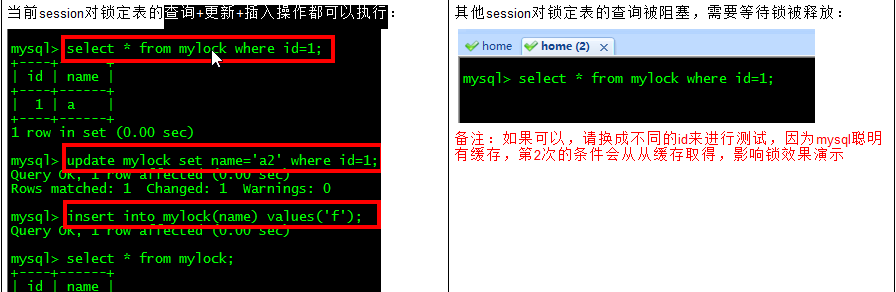 当前session对锁定表的查询+更新+插入操作都可以执行：
mysql> select * from mylock where id=1;
+----+------+
| id | name |
+----+------+
|  1 | a    |
+----+------+
1 row in set (0.00 sec)
mysql> update mylock set name='a2' where id=1;
Query OK, 1 row affected (0.00 sec)
Rows matched: 1  Changed: 1  Warnings: 0
mysql> insert into mylock(name) values('f');
Query OK, 1 row affected (0.00 sec)
mysql> select * from mylock;
+----+------+
| id | name |
其他session对锁定表的查询被阻塞，需要等待锁被释放：
home
home (2)
mysql> select * from mylock where id=1;
备注：如果可以，请换成不同的id来进行测试，因为mysql聪明
有缓存，第2次的条件会从从缓存取得，影响锁效果演示